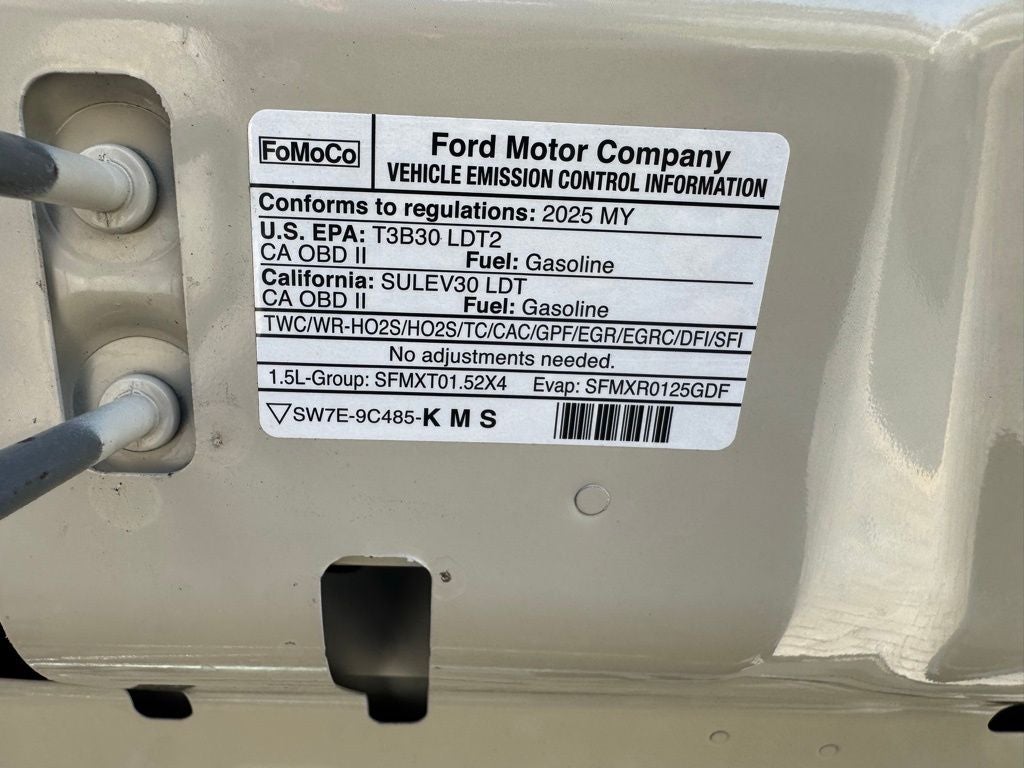 FoMoCo
Ford Motor Company
VEHICLE EMISSION CONTROL INFORMATION
Conforms to regulations: 2025 MY
U.S. EPA: T3B30 LDT2
CA OBD II Fuel: Gasoline
California: SULEV30 LDT
CA OBD II Fuel: Gasoline
TWC/WR-HO2S/HO2S/TC/CAC/GPF/EGR/EGRC/DFI/SFI
No adjustments needed.
1.5L-Group: SFMXT01.52X4 Evap: SFMXR0125GDF
▽SW7E-9C485-K M S